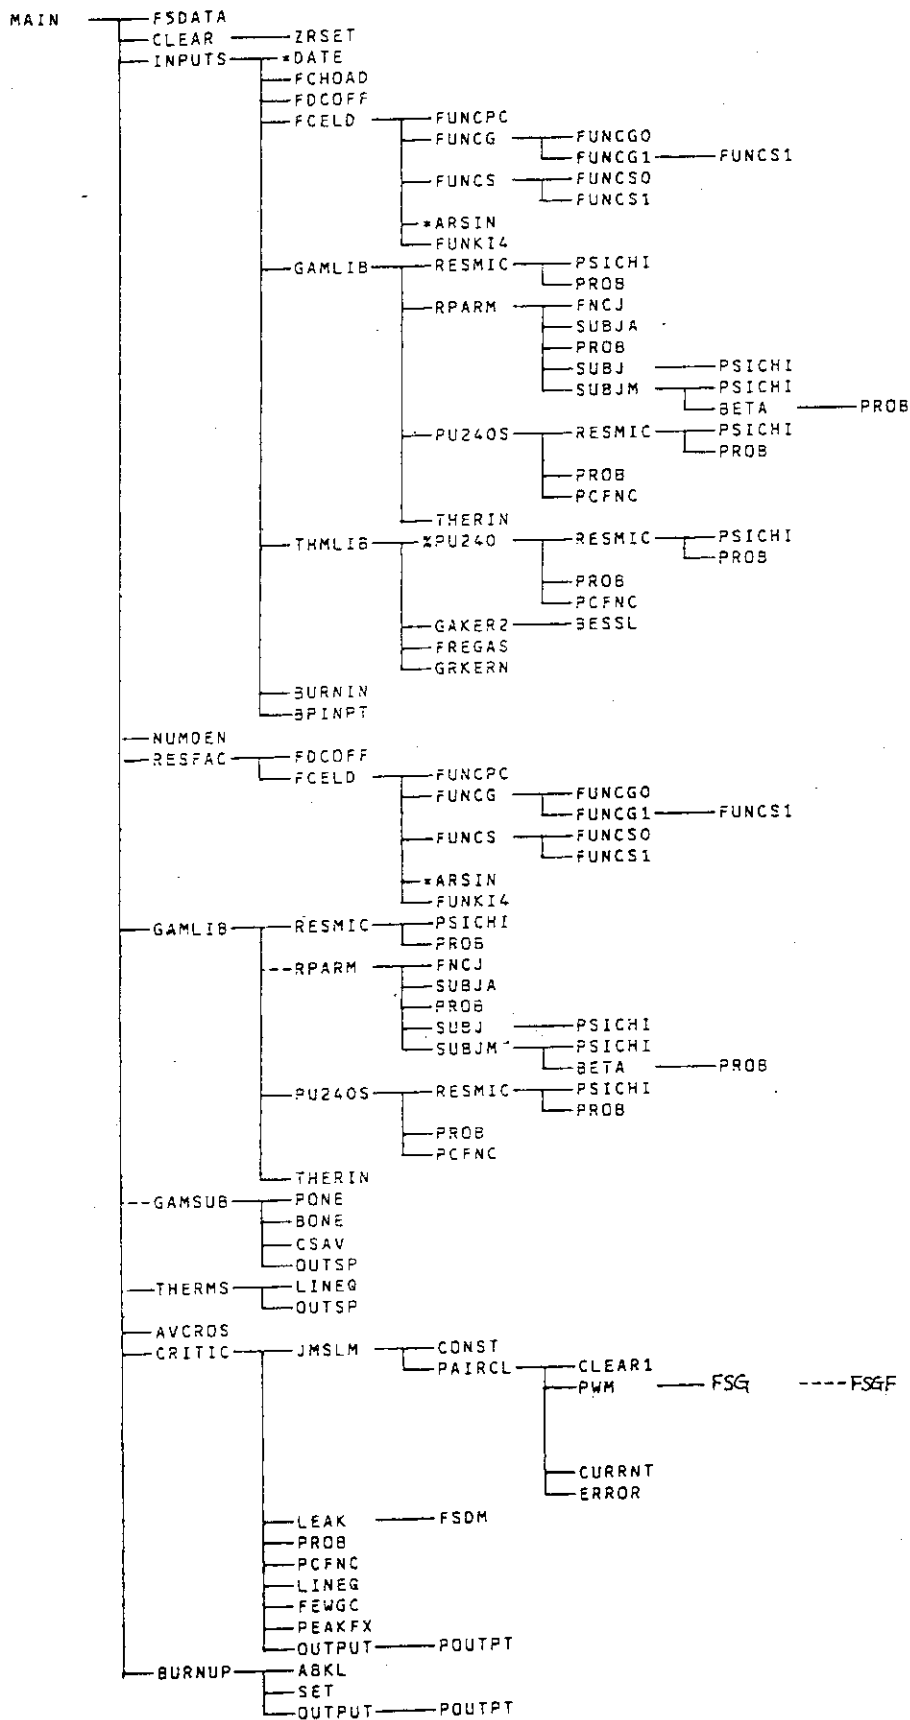 MAIN F5DATA
CLEAR ZRSET
INPUTS *DATE
FCHOAD
FDCOFF
FCELD FUNCPC
FUNCG FUNCG0
FUNCG1 FUNCS1
FUNCS FUNCS0
FUNCS1
*ARSIN
FUNKI4
GAMLIB RESMIC PSICHI
PROB
RPARM FNCJ
SUBJA
PROB
SUBJ PSICHI
SUBJM PSICHI
BETA PROB
PU240S RESMIC PSICHI
PROB
PROB
PCFNC
THERIN
THMLIB %PU240 RESMIC PSICHI
PROB
PROB
PCFNC
GAKER2 BESSL
FREGAS
GRKERN
BURNIN
BPINPT
NUMDEN
RESFAC FDCOFF
FCELD FUNCPC
FUNCG FUNCG0
FUNCG1 FUNCS1
FUNCS FUNCS0
FUNCS1
*ARSIN
FUNKI4
GAMLIB RESMIC PSICHI
PROB
---RPARM FNCJ
SUBJA
PROB
SUBJ PSICHI
SUBJM PSICHI
BETA PROB
PU240S RESMIC PSICHI
PROB
PROB
PCFNC
THERIN
---GAMSUB PONE
BONE
CSAV
OUTSP
THERMS LINEQ
OUTSP
AVCROS
CRITIC JMSLM CONST
PAIRCL CLEAR1
PWM FSG ----FSGF
CURRNT
ERROR
LEAK FSDM
PROB
PCFNC
LINEQ
FEWGC
PEAKFX
OUTPUT POUTPT
BURNUP ABKL
SET
OUTPUT POUTPT